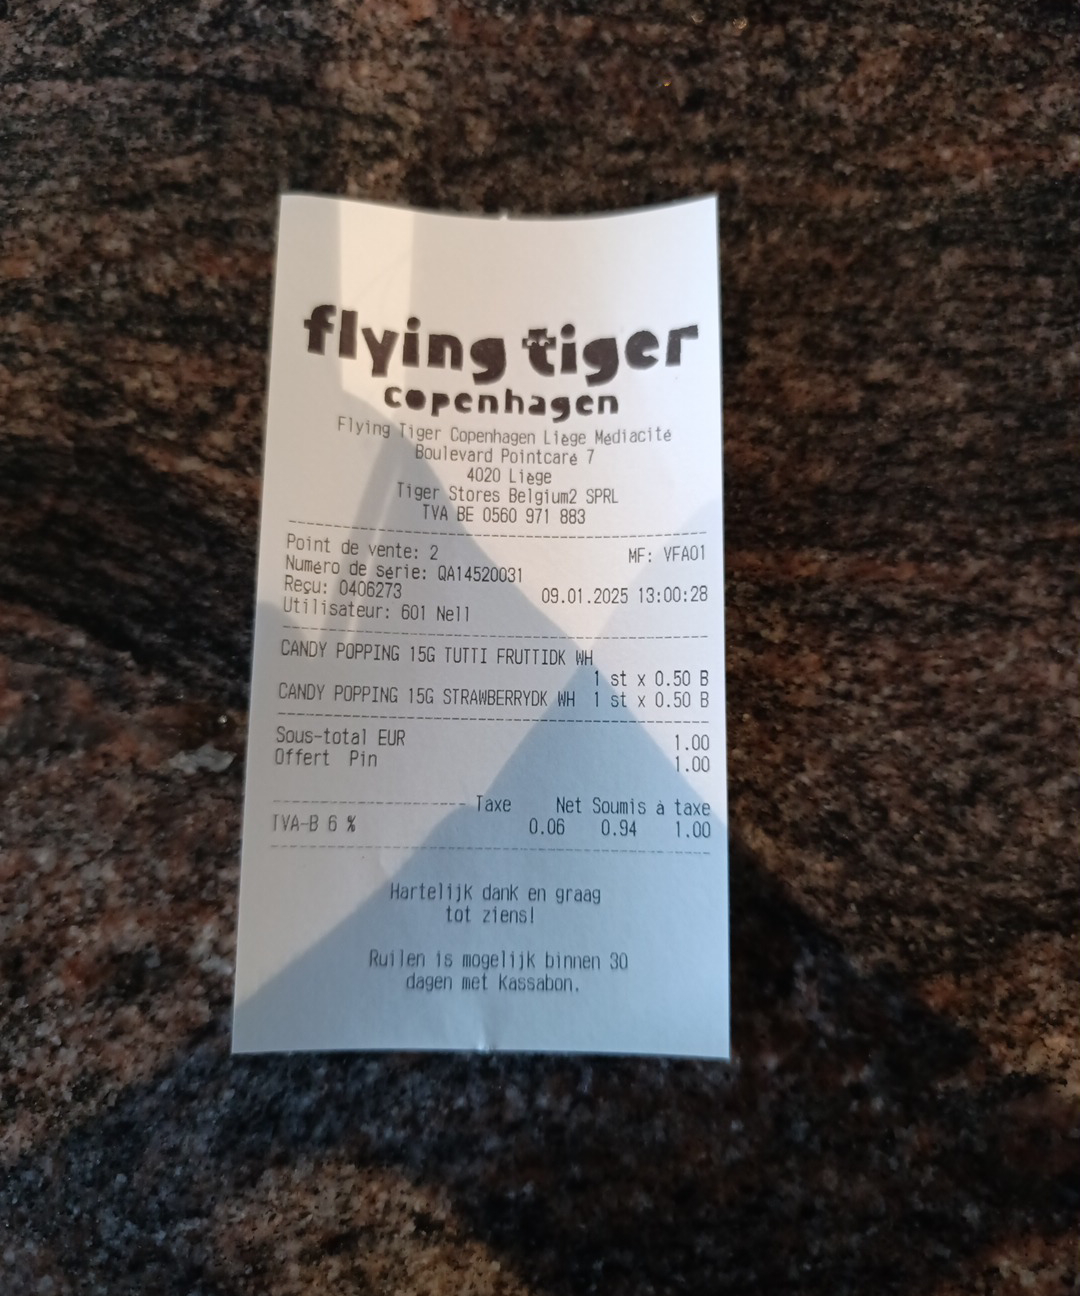 flying tiger
copenhagen
Flying Tiger Copenhagen Liège Médiacité
Boulevard Pointcaré 7
4020 Liège
Tiger Stores Belgium2 SPRL
TVA BE 0560 971 883
Point de vente: 2 MF: VFA01
Numéro de série: QA14520031
Reçu: 0406273 09.01.2025 13:00:28
Utilisateur: 601 Nell
CANDY POPPING 15G TUTTI FRUTTIDK WH
1 st x 0.50 B
CANDY POPPING 15G STRAWBERRYDK WH 1 st x 0.50 B
Sous-total EUR 1.00
Offert Pin 1.00
Taxe Net Soumis à taxe
TVA-B 6 % 0.06 0.94 1.00
Hartelijk dank en graag
tot ziens!
Ruilen is mogelijk binnen 30
dagen met Kassabon.